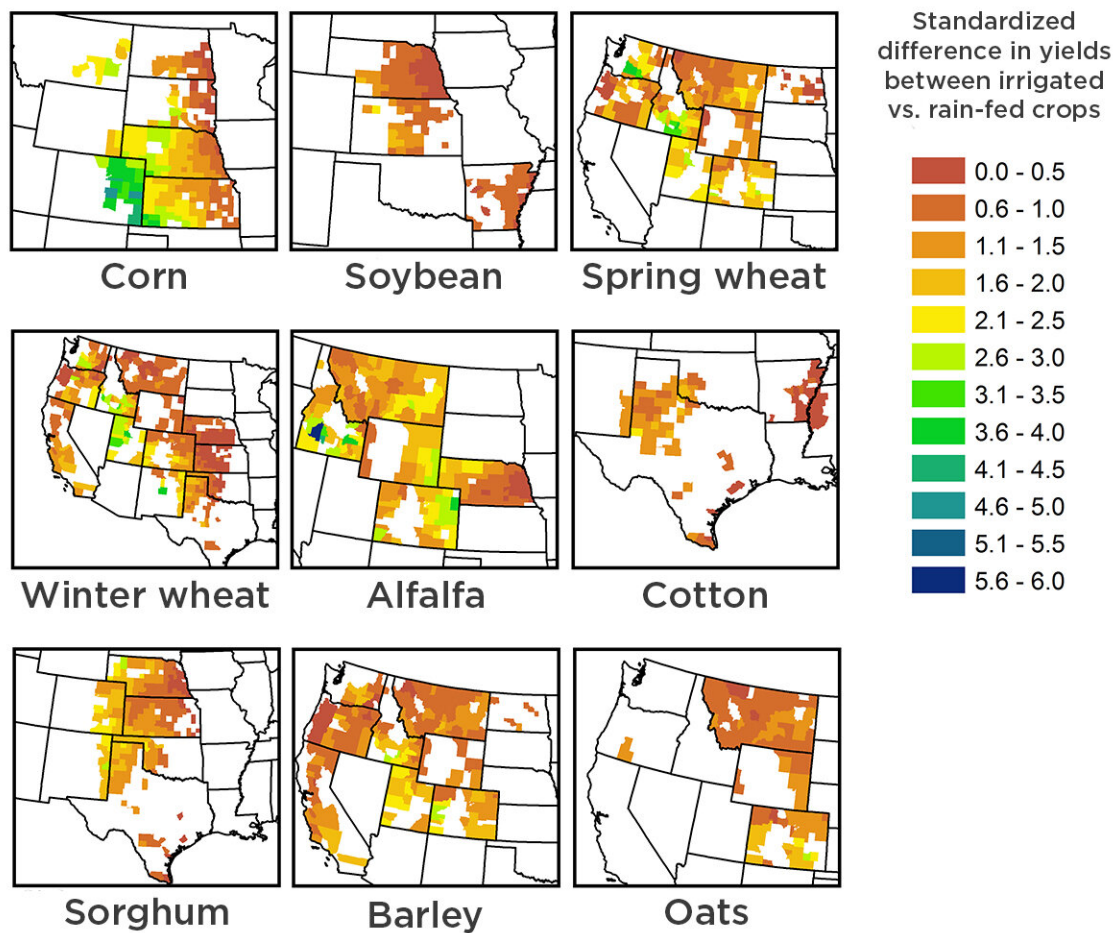 Standardized
difference in yields
between irrigated
vs. rain-fed crops
0.0 - 0.5
0.6 - 1.0
1.1 - 1.5
1.6 - 2.0
2.1 - 2.5
2.6 - 3.0
3.1 - 3.5
3.6 - 4.0
4.1 - 4.5
4.6 - 5.0
5.1 - 5.5
5.6 - 6.0
Corn
Soybean
Spring wheat
Winter wheat
Alfalfa
Cotton
Sorghum
Barley
Oats